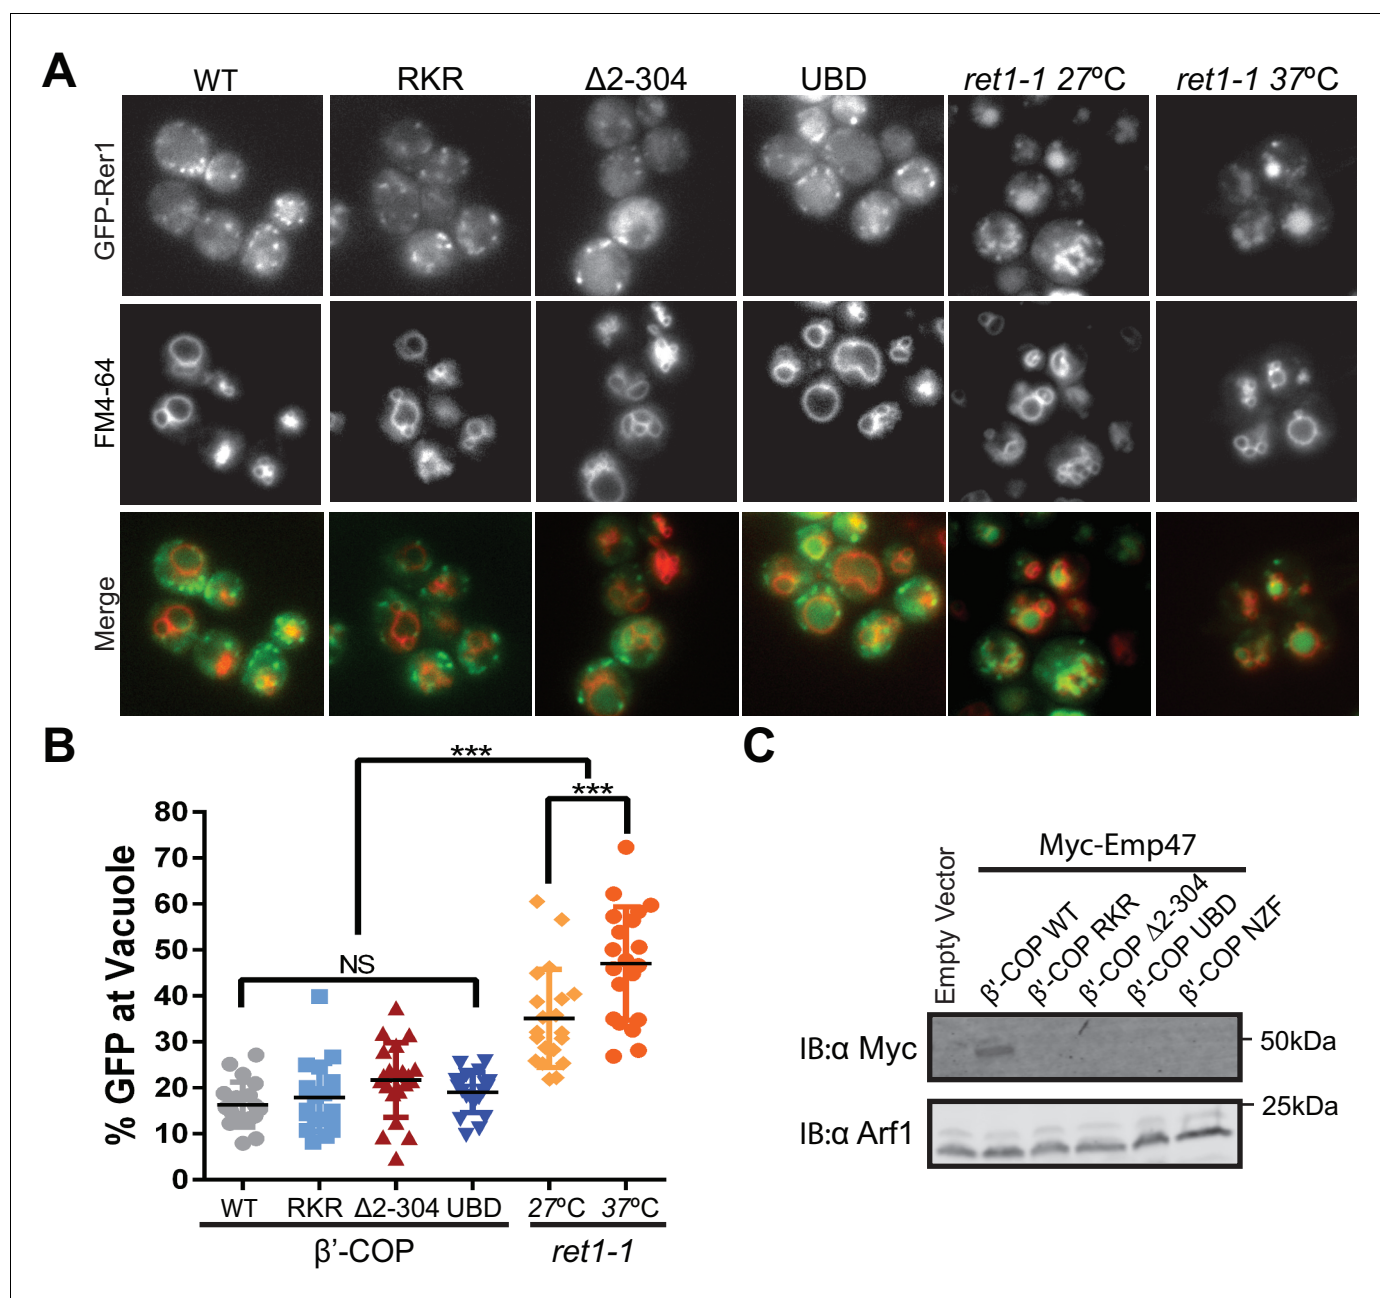 A
WT RKR Δ2-304 UBD ret1-1 27ºC ret1-1 37ºC
GFP-Rer1
FM4-64
Merge
B
***
***
NS
% GFP at Vacuole
80
70
60
50
40
30
20
10
0
WT RKR Δ2-304 UBD 27ºC 37ºC
β’-COP ret1-1
C
Myc-Emp47
Empty Vector
β'-COP WT
β'-COP RKR
β'-COP Δ2-304
β'-COP UBD
β'-COP NZF
IB:α Myc
50kDa
25kDa
IB:α Arf1